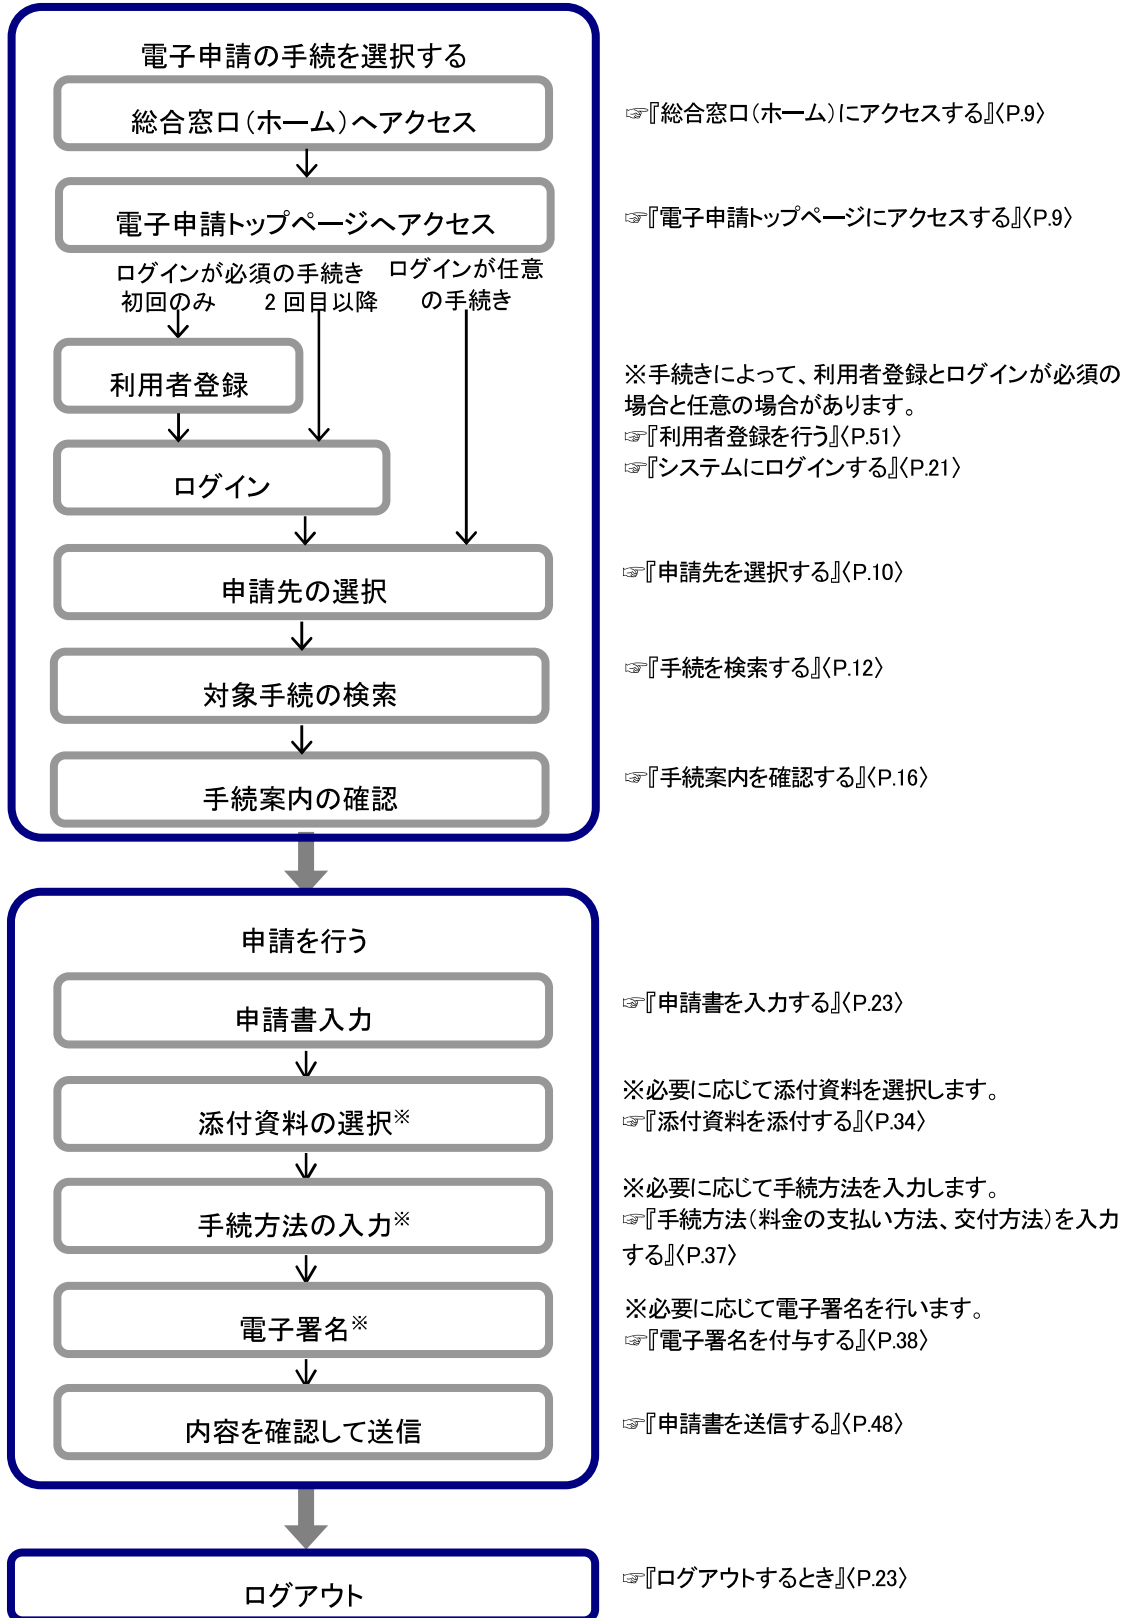 電子申請の手続を選択する
総合窓口(ホーム)へアクセス
☞『総合窓口(ホーム)にアクセスする』〈P.9〉
電子申請トップページへアクセス
☞『電子申請トップページにアクセスする』〈P.9〉
ログインが必須の手続き
初回のみ
2 回目以降
ログインが任意
の手続き
利用者登録
※手続きによって、利用者登録とログインが必須の
場合と任意の場合があります。
☞『利用者登録を行う』〈P.51〉
☞『システムにログインする』〈P.21〉
ログイン
申請先の選択
☞『申請先を選択する』〈P.10〉
対象手続の検索
☞『手続を検索する』〈P.12〉
手続案内の確認
☞『手続案内を確認する』〈P.16〉
申請を行う
申請書入力
☞『申請書を入力する』〈P.23〉
添付資料の選択※
※必要に応じて添付資料を選択します。
☞『添付資料を添付する』〈P.34〉
手続方法の入力※
※必要に応じて手続方法を入力します。
☞『手続方法(料金の支払い方法、交付方法)を入力
する』〈P.37〉
電子署名※
※必要に応じて電子署名を行います。
☞『電子署名を付与する』〈P.38〉
内容を確認して送信
☞『申請書を送信する』〈P.48〉
ログアウト
☞『ログアウトするとき』〈P.23〉